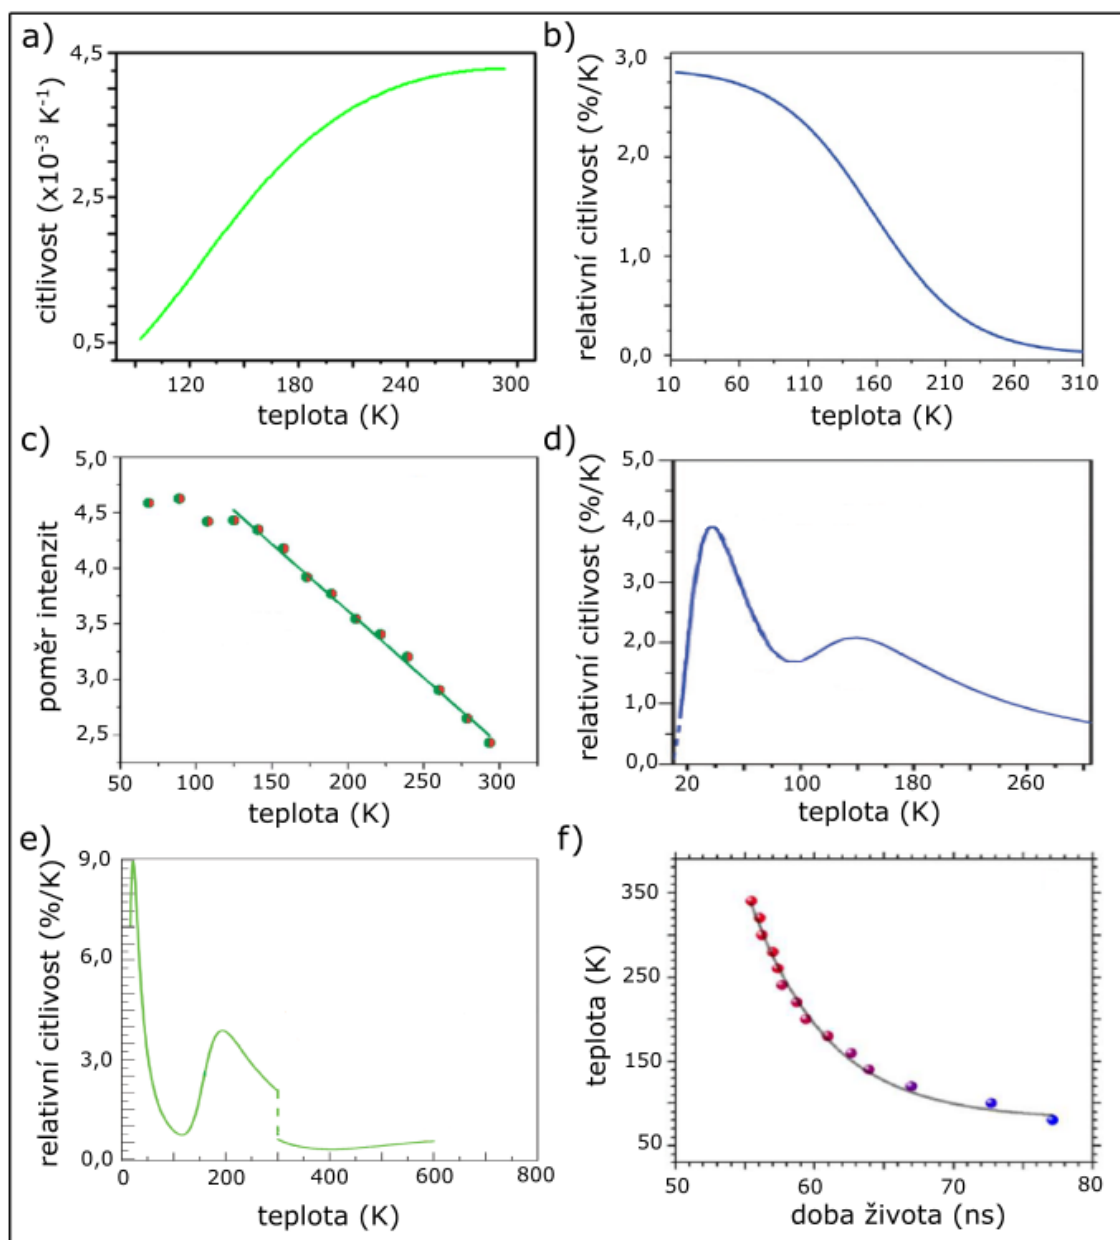 a)
4,5
2,5
0,5
citlivost (x10⁻³ K⁻¹)
120 180 240 300
teplota (K)
b)
3,0
2,0
1,0
0,0
relativní citlivost (%/K)
10 60 110 160 210 260 310
teplota (K)
c)
5,0
4,5
4,0
3,5
3,0
2,5
poměr intenzit
50 100 150 200 250 300
teplota (K)
d)
5,0
4,0
3,0
2,0
1,0
0,0
relativní citlivost (%/K)
20 100 180 260
teplota (K)
e)
9,0
6,0
3,0
0,0
relativní citlivost (%/K)
0 200 400 600 800
teplota (K)
f)
350
250
150
50
teplota (K)
50 60 70 80
doba života (ns)